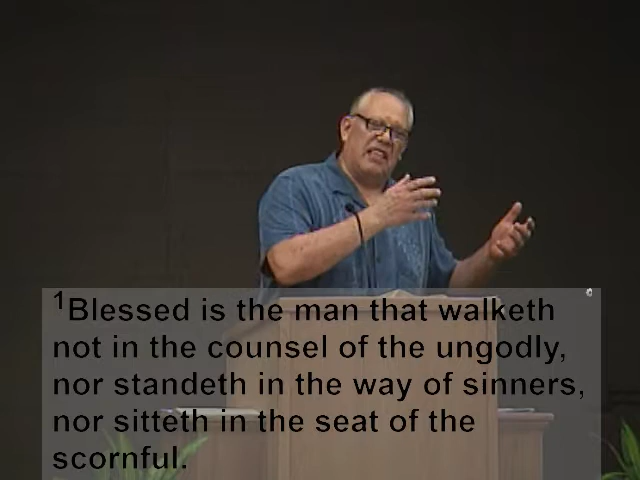 1Blessed is the man that walketh
not in the counsel of the ungodly,
nor standeth in the way of sinners,
nor sitteth in the seat of the
scornful.